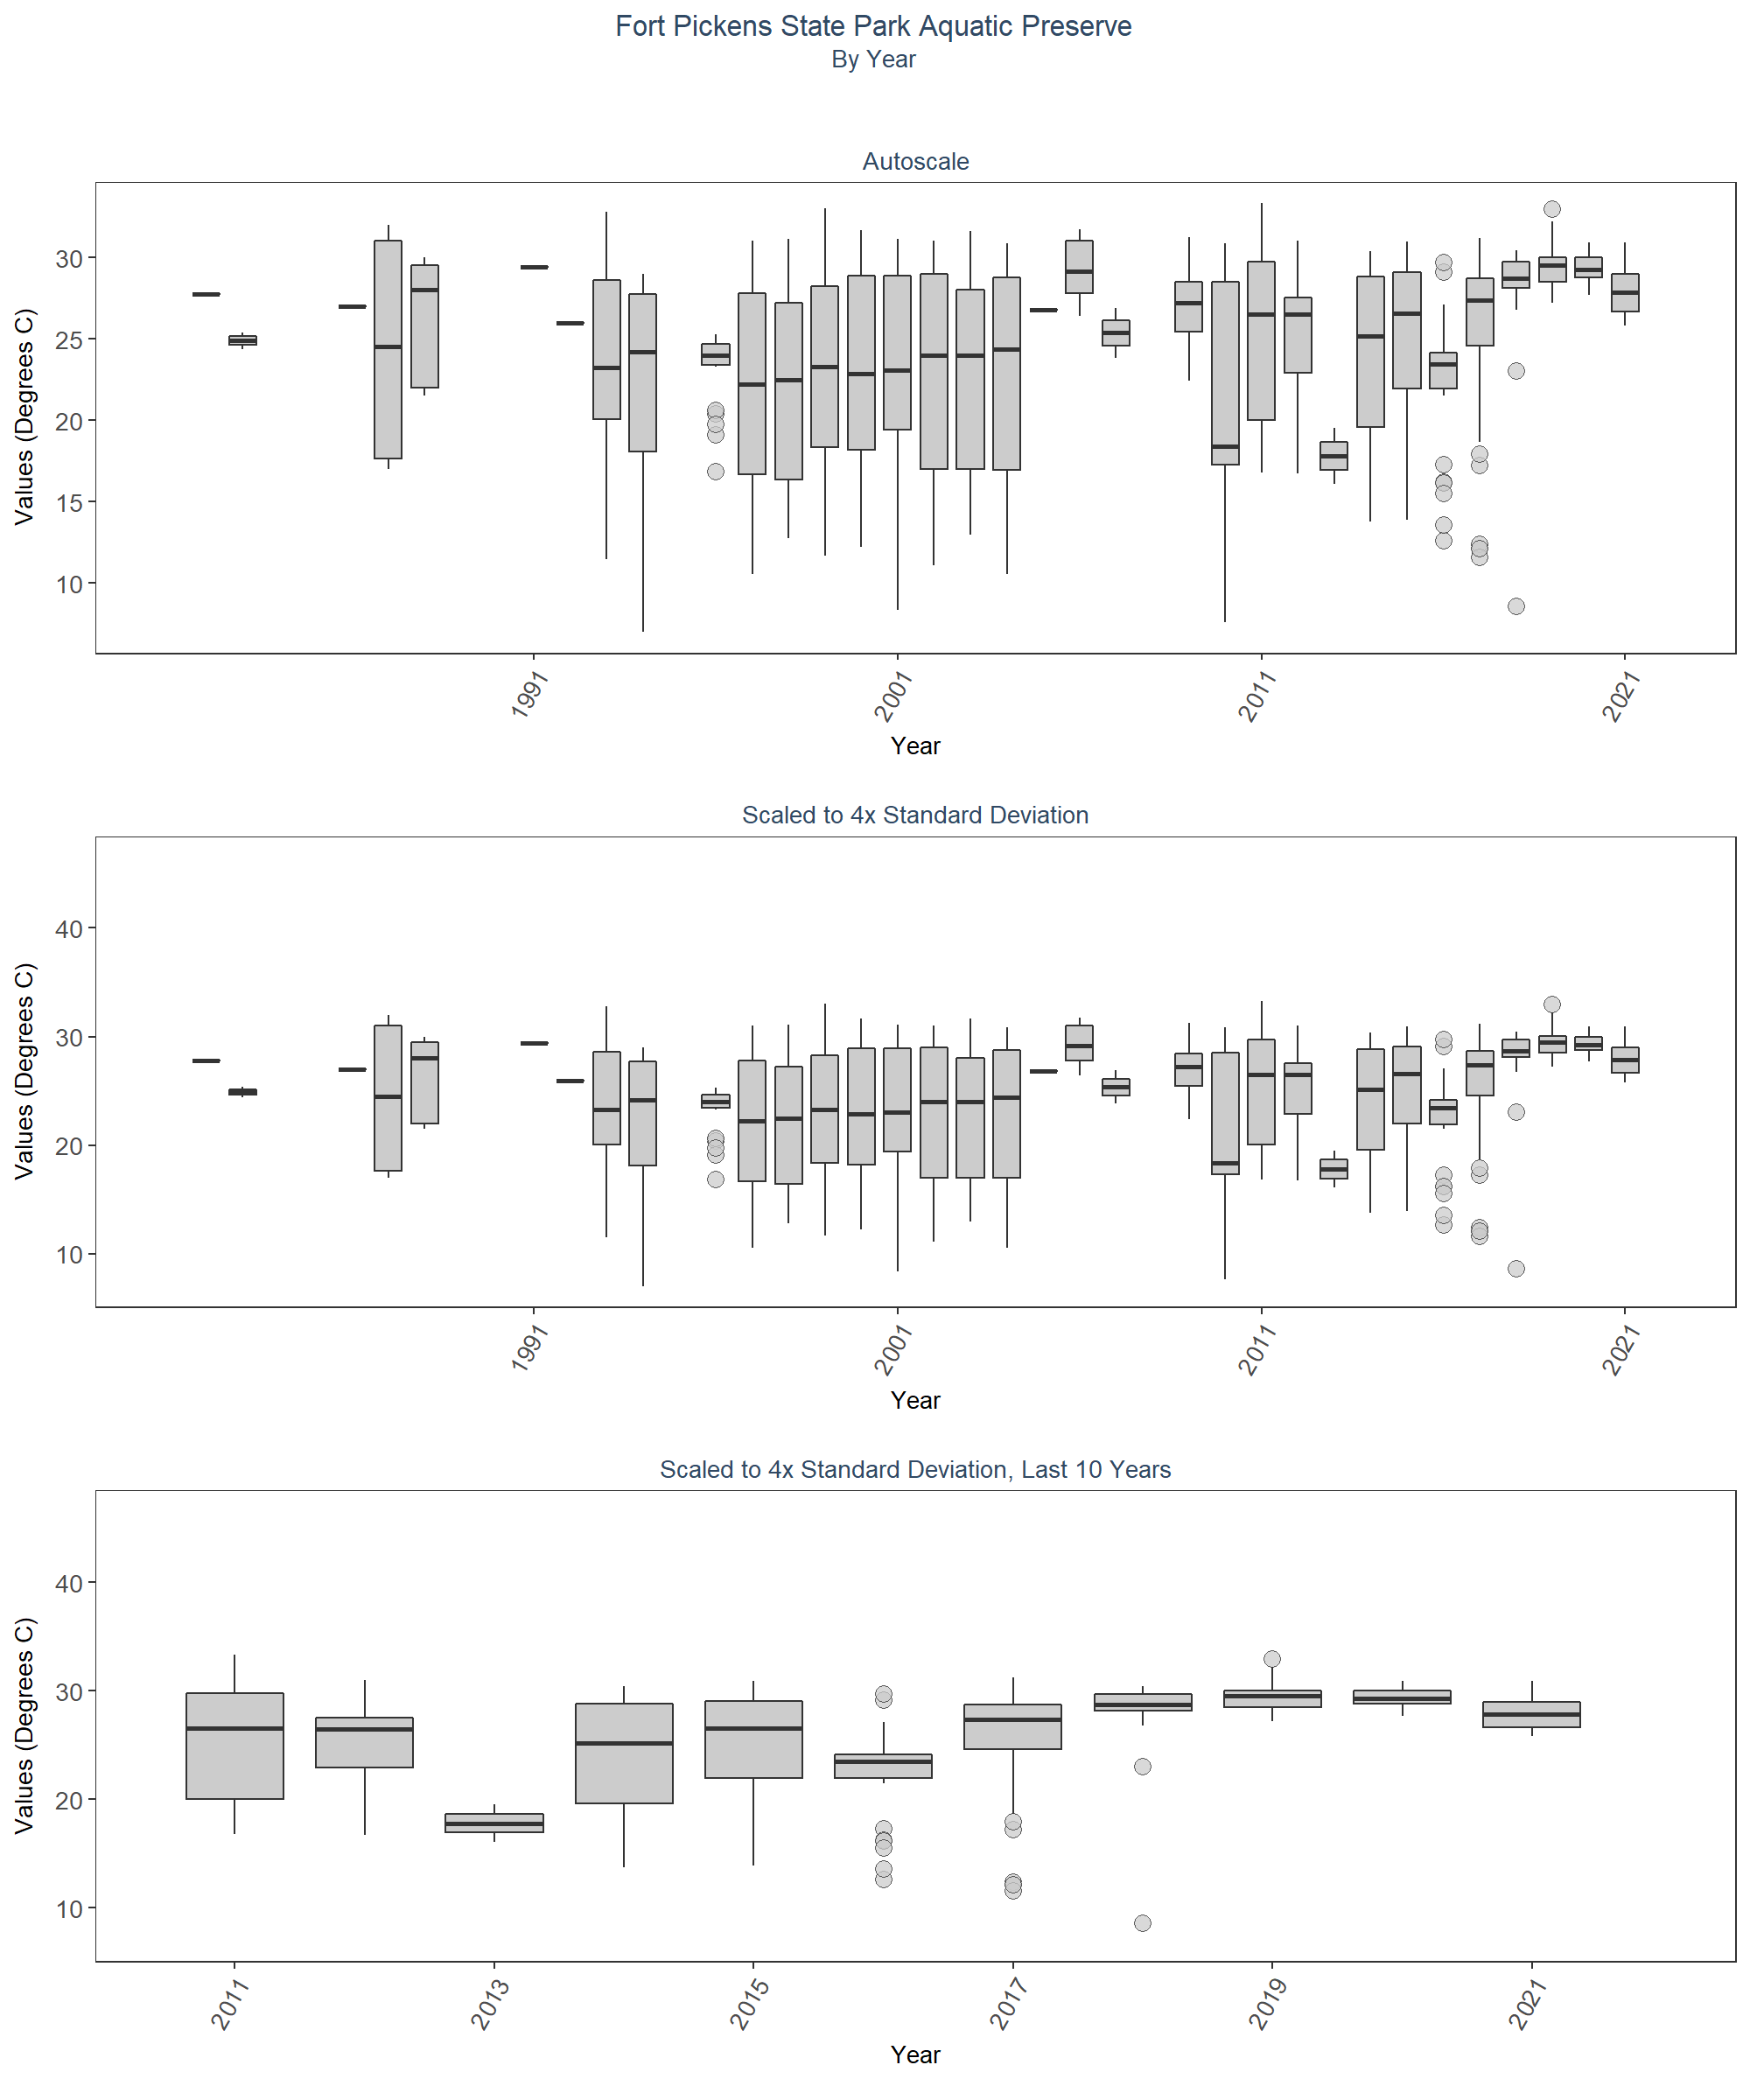 Fort Pickens State Park Aquatic Preserve
By Year
Autoscale
Values (Degrees C)
30
25
20
15
10
1991
2001
2011
2021
Year
Scaled to 4x Standard Deviation
Values (Degrees C)
40
30
20
10
1991
2001
2011
2021
Year
Scaled to 4x Standard Deviation, Last 10 Years
Values (Degrees C)
40
30
20
10
2011
2013
2015
2017
2019
2021
Year